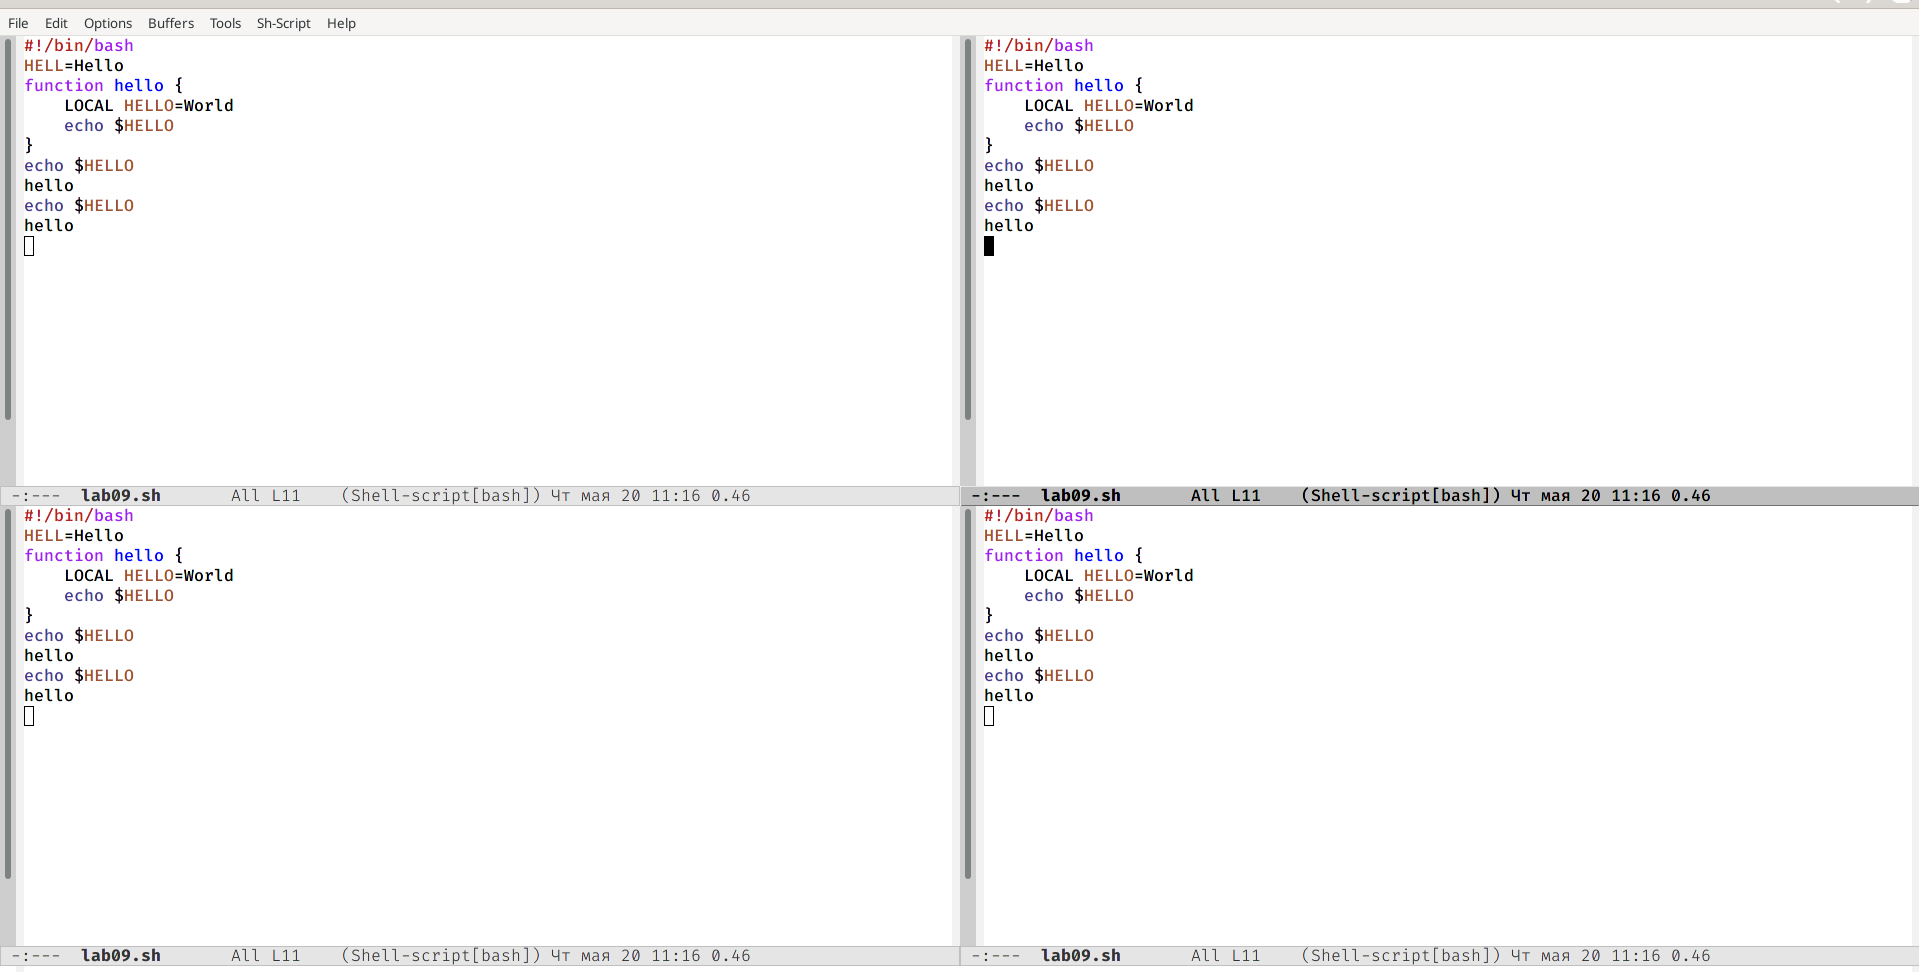 File Edit Options Buffers Tools Sh-Script Help
#!/bin/bash
HELL=Hello
function hello {
    LOCAL HELLO=World
    echo $HELLO
}
echo $HELLO
hello
echo $HELLO
hello
-:--- lab09.sh All L11 (Shell-script[bash]) Чт мая 20 11:16 0.46
#!/bin/bash
HELL=Hello
function hello {
    LOCAL HELLO=World
    echo $HELLO
}
echo $HELLO
hello
echo $HELLO
hello
-:--- lab09.sh All L11 (Shell-script[bash]) Чт мая 20 11:16 0.46
#!/bin/bash
HELL=Hello
function hello {
    LOCAL HELLO=World
    echo $HELLO
}
echo $HELLO
hello
echo $HELLO
hello
-:--- lab09.sh All L11 (Shell-script[bash]) Чт мая 20 11:16 0.46
#!/bin/bash
HELL=Hello
function hello {
    LOCAL HELLO=World
    echo $HELLO
}
echo $HELLO
hello
echo $HELLO
hello
-:--- lab09.sh All L11 (Shell-script[bash]) Чт мая 20 11:16 0.46